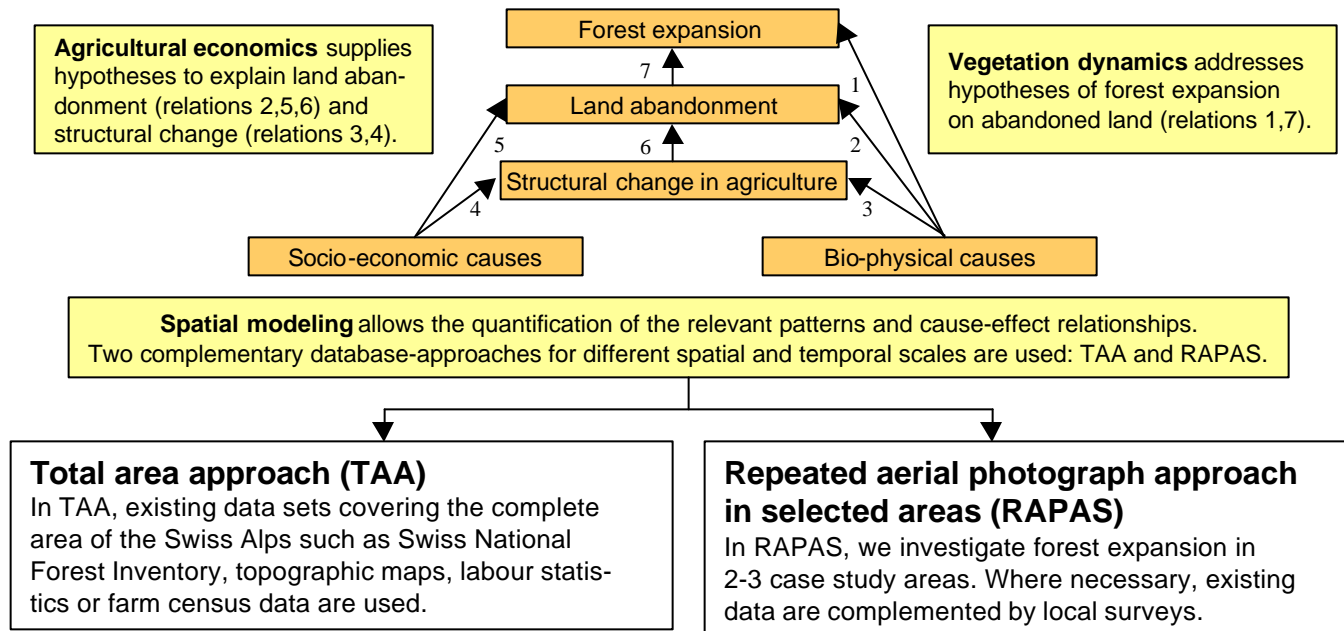 Agricultural economics supplies
hypotheses to explain land aban-
donment (relations 2,5,6) and
structural change (relations 3,4).
Forest expansion
7
1
Land abandonment
5
6
2
Structural change in agriculture
4
3
Socio-economic causes
Bio-physical causes
Vegetation dynamics addresses
hypotheses of forest expansion
on abandoned land (relations 1,7).
Spatial modeling allows the quantification of the relevant patterns and cause-effect relationships.
Two complementary database-approaches for different spatial and temporal scales are used: TAA and RAPAS.
Total area approach (TAA)
In TAA, existing data sets covering the complete
area of the Swiss Alps such as Swiss National
Forest Inventory, topographic maps, labour statis-
tics or farm census data are used.
Repeated aerial photograph approach
in selected areas (RAPAS)
In RAPAS, we investigate forest expansion in
2-3 case study areas. Where necessary, existing
data are complemented by local surveys.